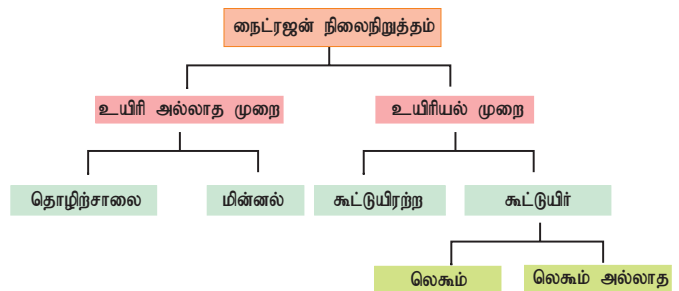 நைட்ரஜன் நிலைநிறுத்தம்
உயிரி அல்லாத முறை
உயிரியல் முறை
தொழிற்சாலை
மின்னல்
கூட்டுயிரற்ற
கூட்டுயிர்
லெகூம்
லெகூம் அல்லாத